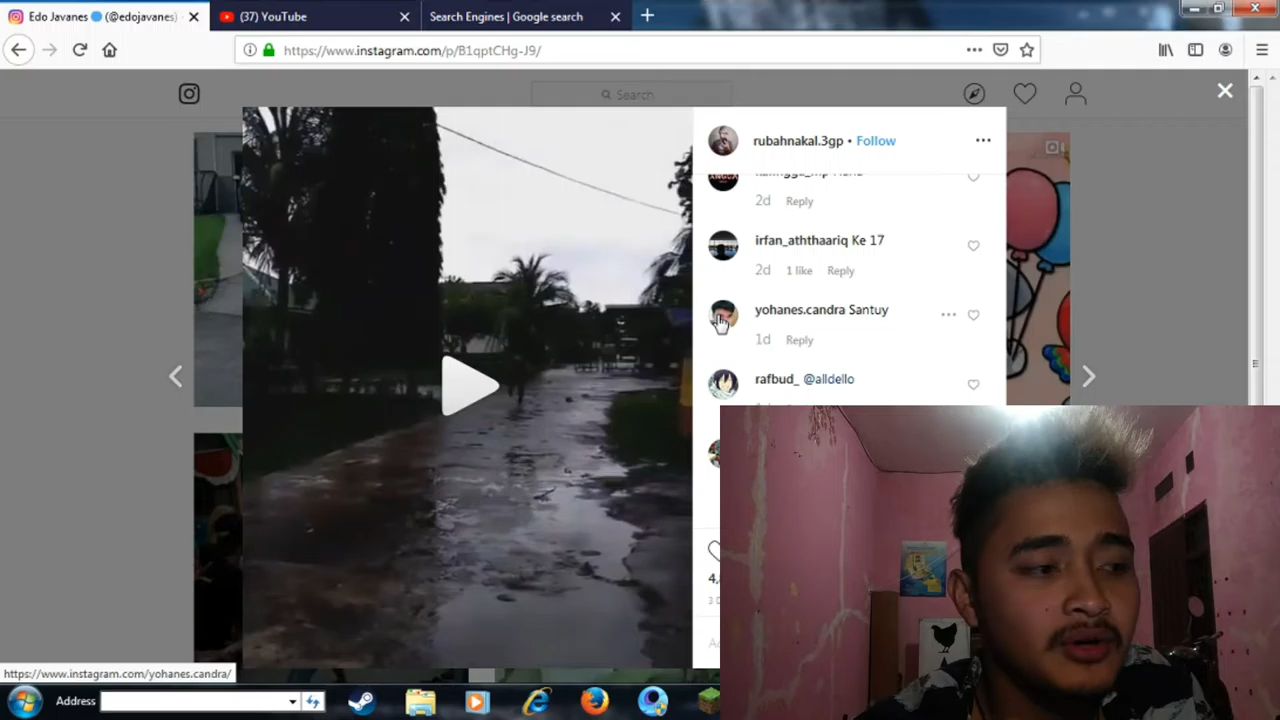 Edo Javanes 🔵 (@edojavanes)
(37) YouTube
Search Engines | Google search
https://www.instagram.com/p/B1qptCHg-J9/
Search
rubahnakal.3gp • Follow
2d Reply
irfan_aththaariq Ke 17
2d 1 like Reply
yohanes.candra Santuy
1d Reply
rafbud_ @alldello
https://www.instagram.com/yohanes.candra/
Address